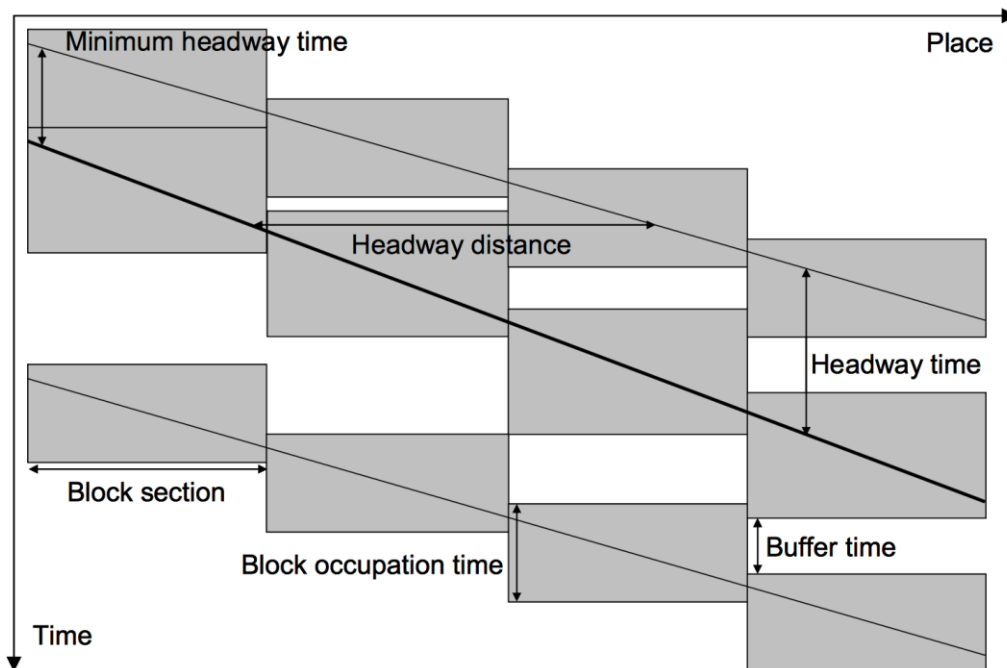 Minimum headway time
Place
Headway distance
Headway time
Block section
Block occupation time
Buffer time
Time